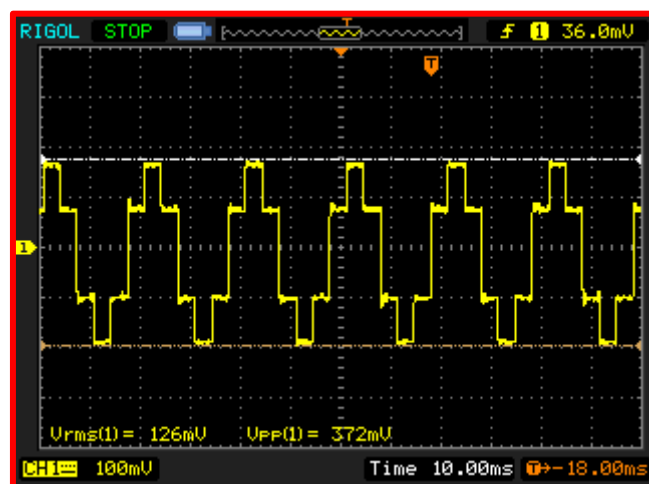 RIGOL STOP T ƒ 1 36.0mV
T
1
Vrms(1)= 126mV Vpp(1)= 372mV
CH1 100mV Time 10.00ms T→-18.00ms